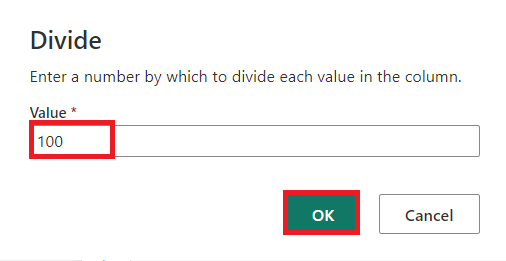 Divide
Enter a number by which to divide each value in the column.
Value *
100
OK Cancel